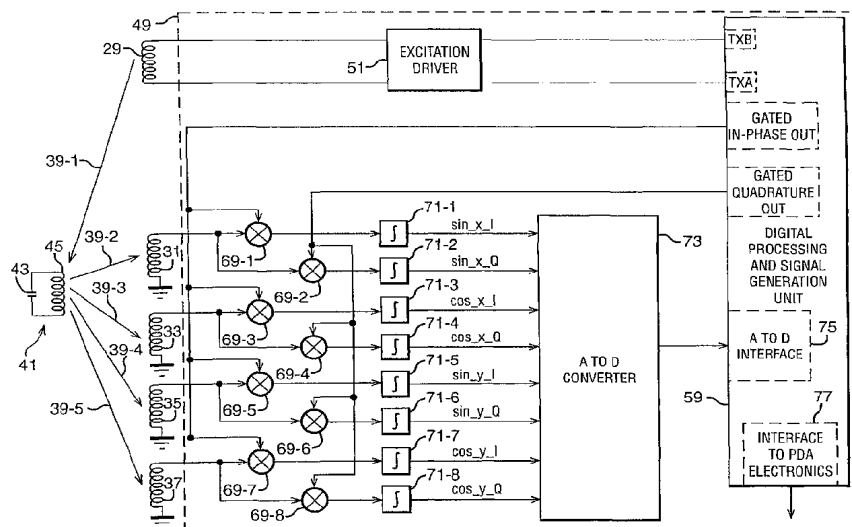 49
29
51
EXCITATION
DRIVER
TXB
TXA
GATED
IN-PHASE OUT
39-1
GATED
QUADRATURE
OUT
71-1
sin_x_I
73
45
39-2
31
69-1
71-2
sin_x_Q
DIGITAL
PROCESSING
AND SIGNAL
GENERATION
UNIT
43
39-3
69-2
71-3
cos_x_I
41
33
69-3
71-4
cos_x_Q
A TO D
CONVERTER
A TO D
INTERFACE
75
39-4
69-4
71-5
sin_y_I
39-5
35
69-5
71-6
sin_y_Q
59
77
69-6
71-7
cos_y_I
INTERFACE
TO PDA
ELECTRONICS
37
69-7
71-8
cos_y_Q
69-8
∫
∫
∫
∫
∫
∫
∫
∫